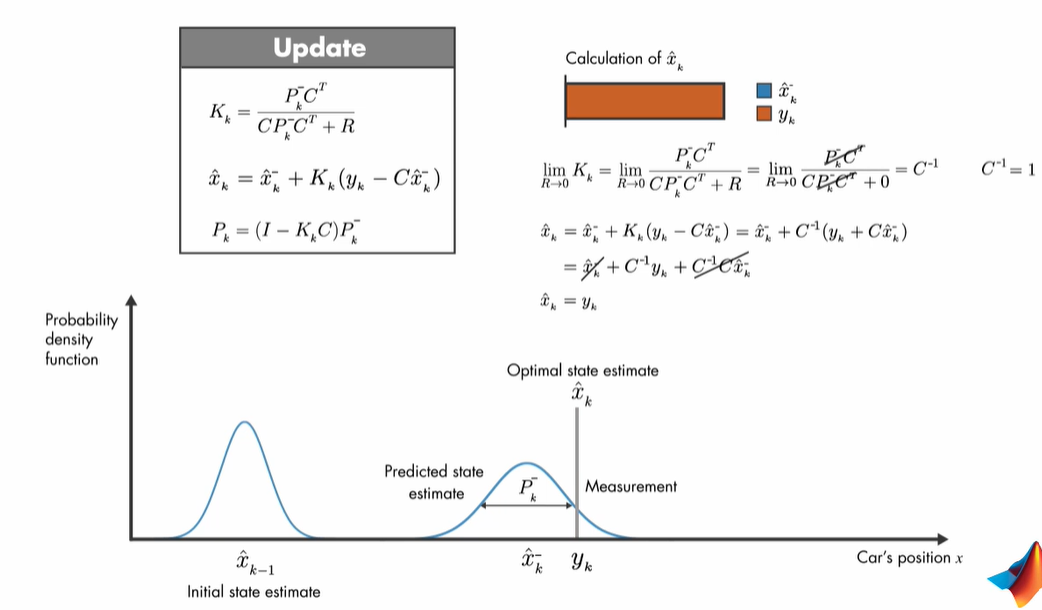 Update
K_k = P_k^- C^T / (C P_k^- C^T + R)
x̂_k = x̂_k^- + K_k (y_k − C x̂_k^-)
P_k = (I − K_k C) P_k^-
Calculation of x̂_k
x̂_k^-
y_k
lim_{R→0} K_k = lim_{R→0} P_k^- C^T / (C P_k^- C^T + R) = lim_{R→0} P_k^- C^T / (C P_k^- C^T + 0) = C^{-1} C^{-1} = 1
x̂_k = x̂_k^- + K_k (y_k − C x̂_k^-) = x̂_k^- + C^{-1} (y_k + C x̂_k^-)
= x̂_k^- + C^{-1} y_k + C^{-1} C x̂_k^-
x̂_k = y_k
Probability
density
function
Optimal state estimate
x̂_k
Predicted state
estimate
P_k^-
Measurement
x̂_{k−1}
x̂_k^-
y_k
Car's position x
Initial state estimate